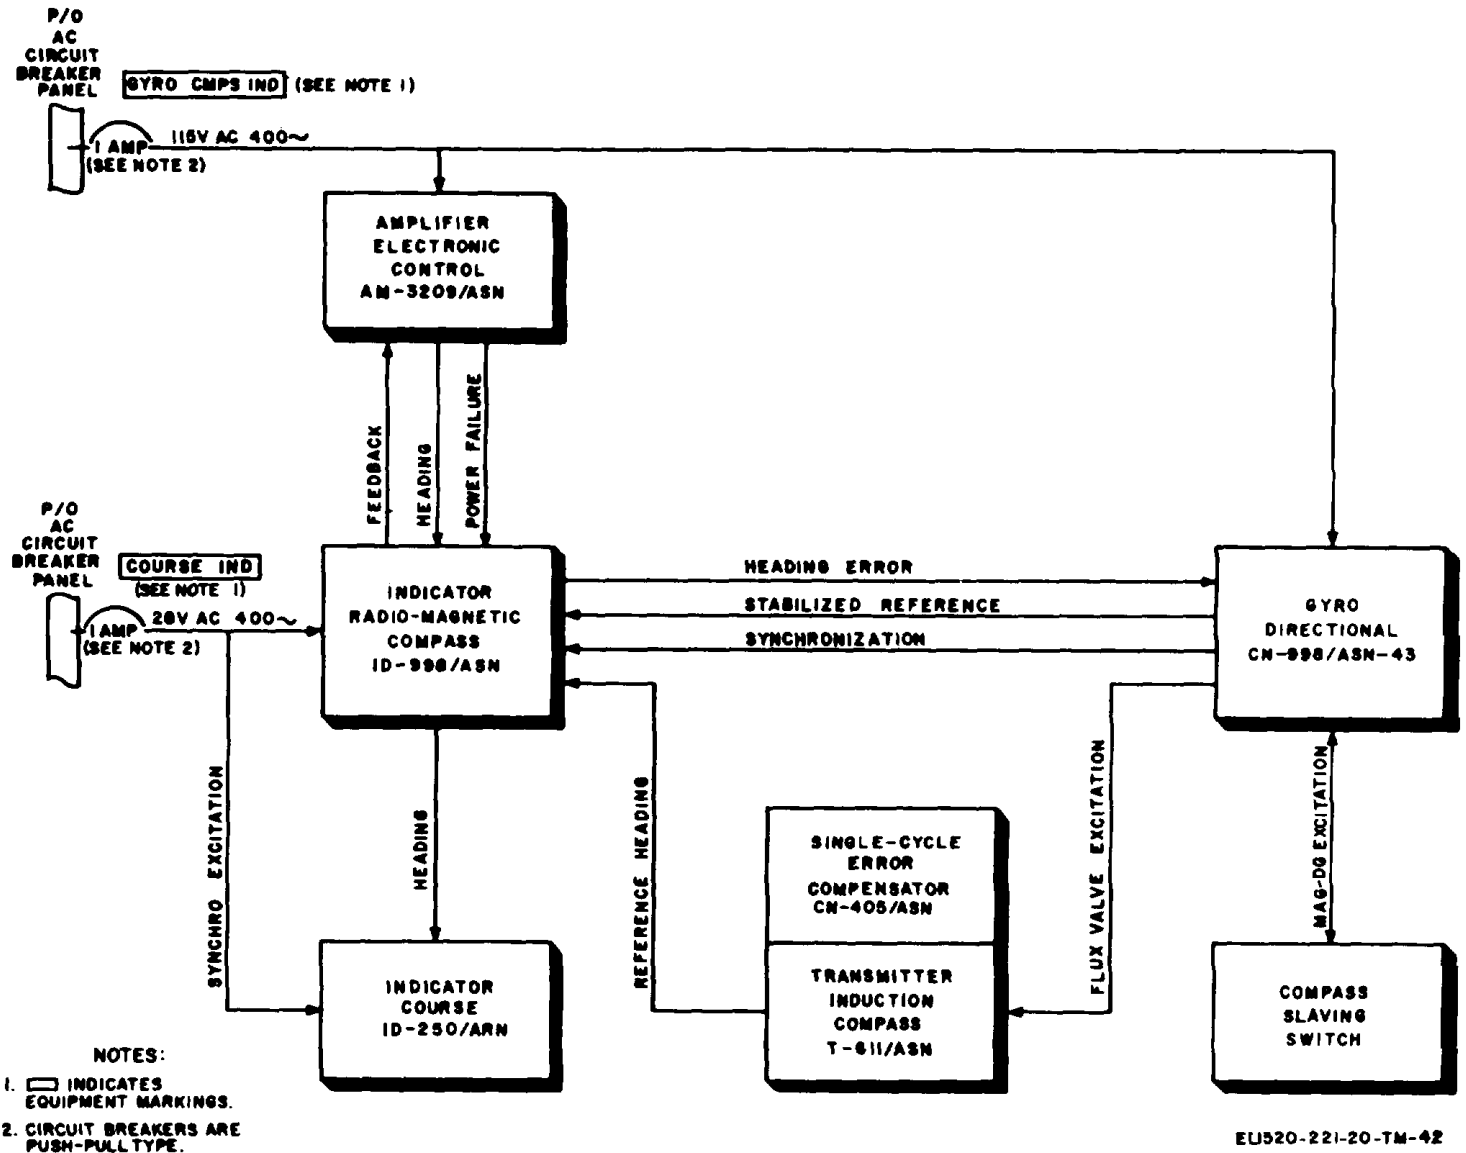 P/O
AC
CIRCUIT
BREAKER
PANEL
GYRO CMPS IND (SEE NOTE 1)
1 AMP
(SEE NOTE 2)
115V AC 400~
AMPLIFIER
ELECTRONIC
CONTROL
AM-3209/ASN
FEEDBACK
HEADING
POWER FAILURE
P/O
AC
CIRCUIT
BREAKER
PANEL
COURSE IND
(SEE NOTE 1)
1 AMP
(SEE NOTE 2)
28V AC 400~
INDICATOR
RADIO-MAGNETIC
COMPASS
ID-998/ASN
HEADING ERROR
STABILIZED REFERENCE
SYNCHRONIZATION
GYRO
DIRECTIONAL
CN-998/ASN-43
SYNCHRO EXCITATION
HEADING
REFERENCE HEADING
FLUX VALVE EXCITATION
MAG-DG EXCITATION
SINGLE-CYCLE
ERROR
COMPENSATOR
CN-405/ASN
TRANSMITTER
INDUCTION
COMPASS
T-611/ASN
COMPASS
SLAVING
SWITCH
INDICATOR
COURSE
ID-250/ARN
NOTES:
1. INDICATES
EQUIPMENT MARKINGS.
2. CIRCUIT BREAKERS ARE
PUSH-PULL TYPE.
EL1520-221-20-TM-42